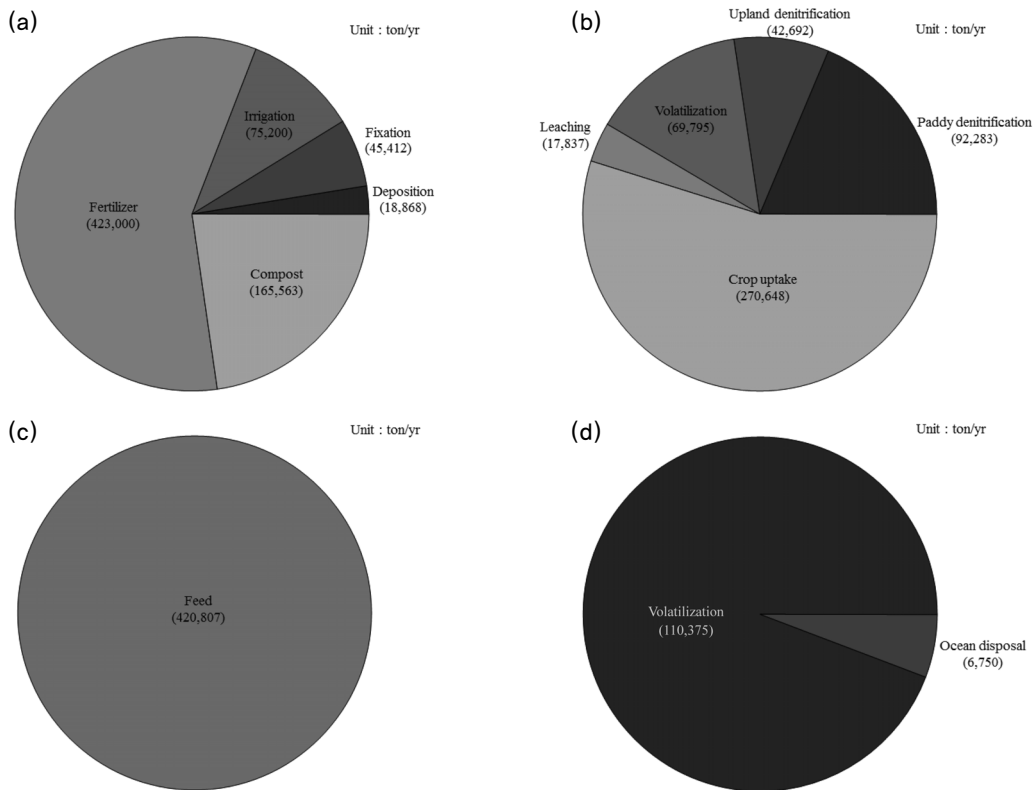 (a)
Unit : ton/yr
Irrigation
(75,200)
Fixation
(45,412)
Deposition
(18,868)
Fertilizer
(423,000)
Compost
(165,563)
(b)
Unit : ton/yr
Upland denitrification
(42,692)
Volatilization
(69,795)
Paddy denitrification
(92,283)
Leaching
(17,837)
Crop uptake
(270,648)
(c)
Unit : ton/yr
Feed
(420,807)
(d)
Unit : ton/yr
Volatilization
(110,375)
Ocean disposal
(6,750)